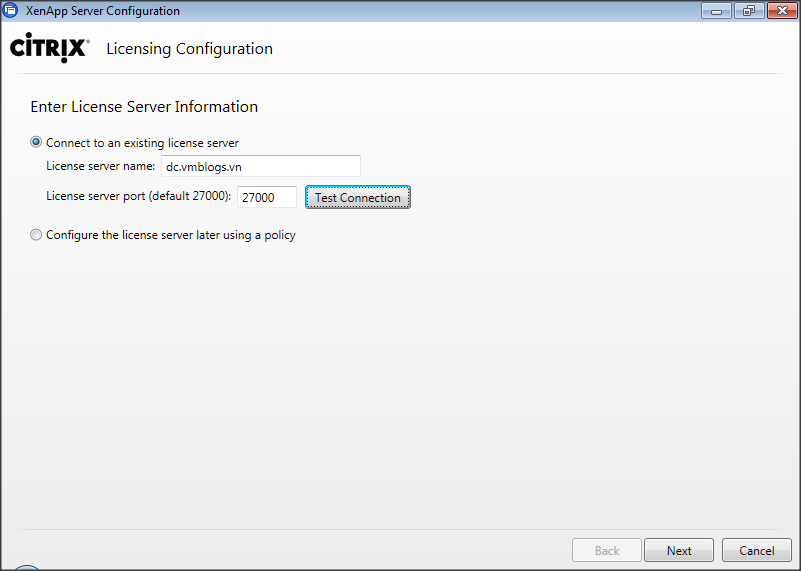 XenApp Server Configuration
CİTRIX® Licensing Configuration
Enter License Server Information
Connect to an existing license server
License server name: dc.vmblogs.vn
License server port (default 27000): 27000 Test Connection
Configure the license server later using a policy
Back Next Cancel